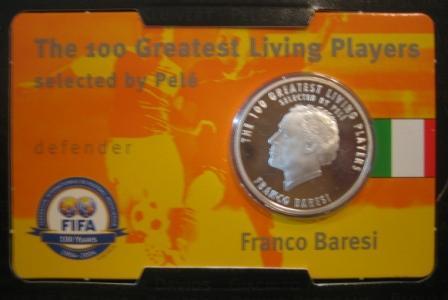 The 100 Greatest Living Players
selected by Pelé
defender
THE 100 GREATEST LIVING PLAYERS
SELECTED BY PELÉ
FRANCO BARESI
FIFA
100 Years
1904-2004
Franco Baresi